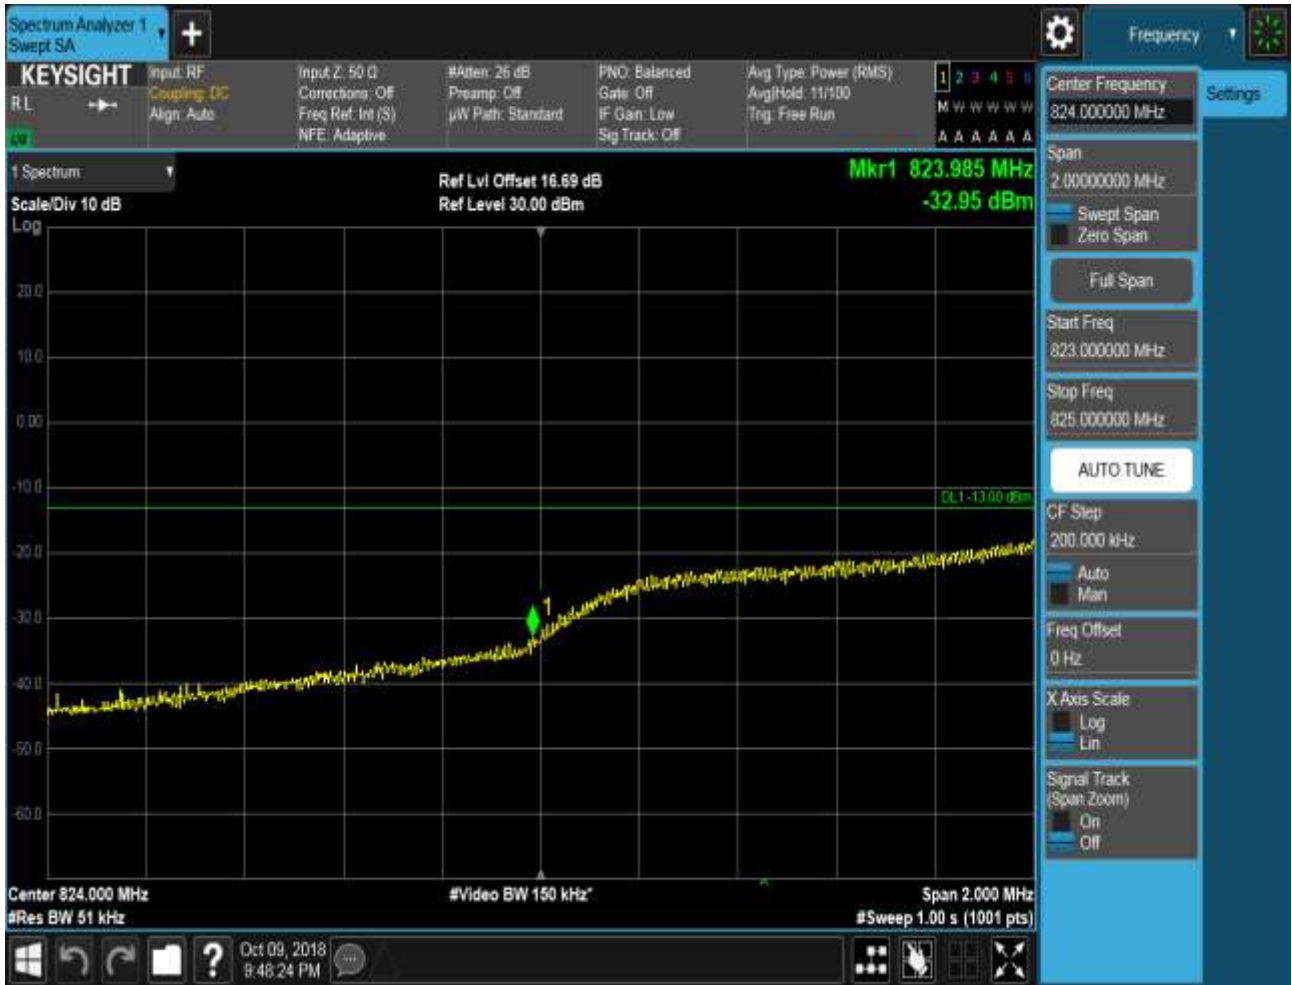 Spectrum Analyzer 1
Swept SA
Frequency
KEYSIGHT
R L
Input: RF
Coupling: DC
Align: Auto
Input Z: 50 Ω
Corrections: Off
Freq Ref: Int (S)
NFE: Adaptive
#Atten: 26 dB
Preamp: Off
µW Path: Standard
PNO: Balanced
Gate: Off
IF Gain: Low
Sig Track: Off
Avg Type: Power (RMS)
Avg|Hold: 11/100
Trig: Free Run
1 2 3 4 5 6
M W W W W W
A A A A A A
1 Spectrum
Scale/Div 10 dB
Log
Ref Lvl Offset 16.69 dB
Ref Level 30.00 dBm
Mkr1 823.985 MHz
-32.95 dBm
20.0
10.0
0.00
-10.0
-20.0
-30.0
-40.0
-50.0
-60.0
DL1 -13.00 dBm
1
Center 824.000 MHz
#Res BW 51 kHz
#Video BW 150 kHz*
Span 2.000 MHz
#Sweep 1.00 s (1001 pts)
Oct 09, 2018
9:48:24 PM
Center Frequency
824.000000 MHz
Settings
Span
2.00000000 MHz
Swept Span
Zero Span
Full Span
Start Freq
823.000000 MHz
Stop Freq
825.000000 MHz
AUTO TUNE
CF Step
200.000 kHz
Auto
Man
Freq Offset
0 Hz
X Axis Scale
Log
Lin
Signal Track
(Span Zoom)
On
Off